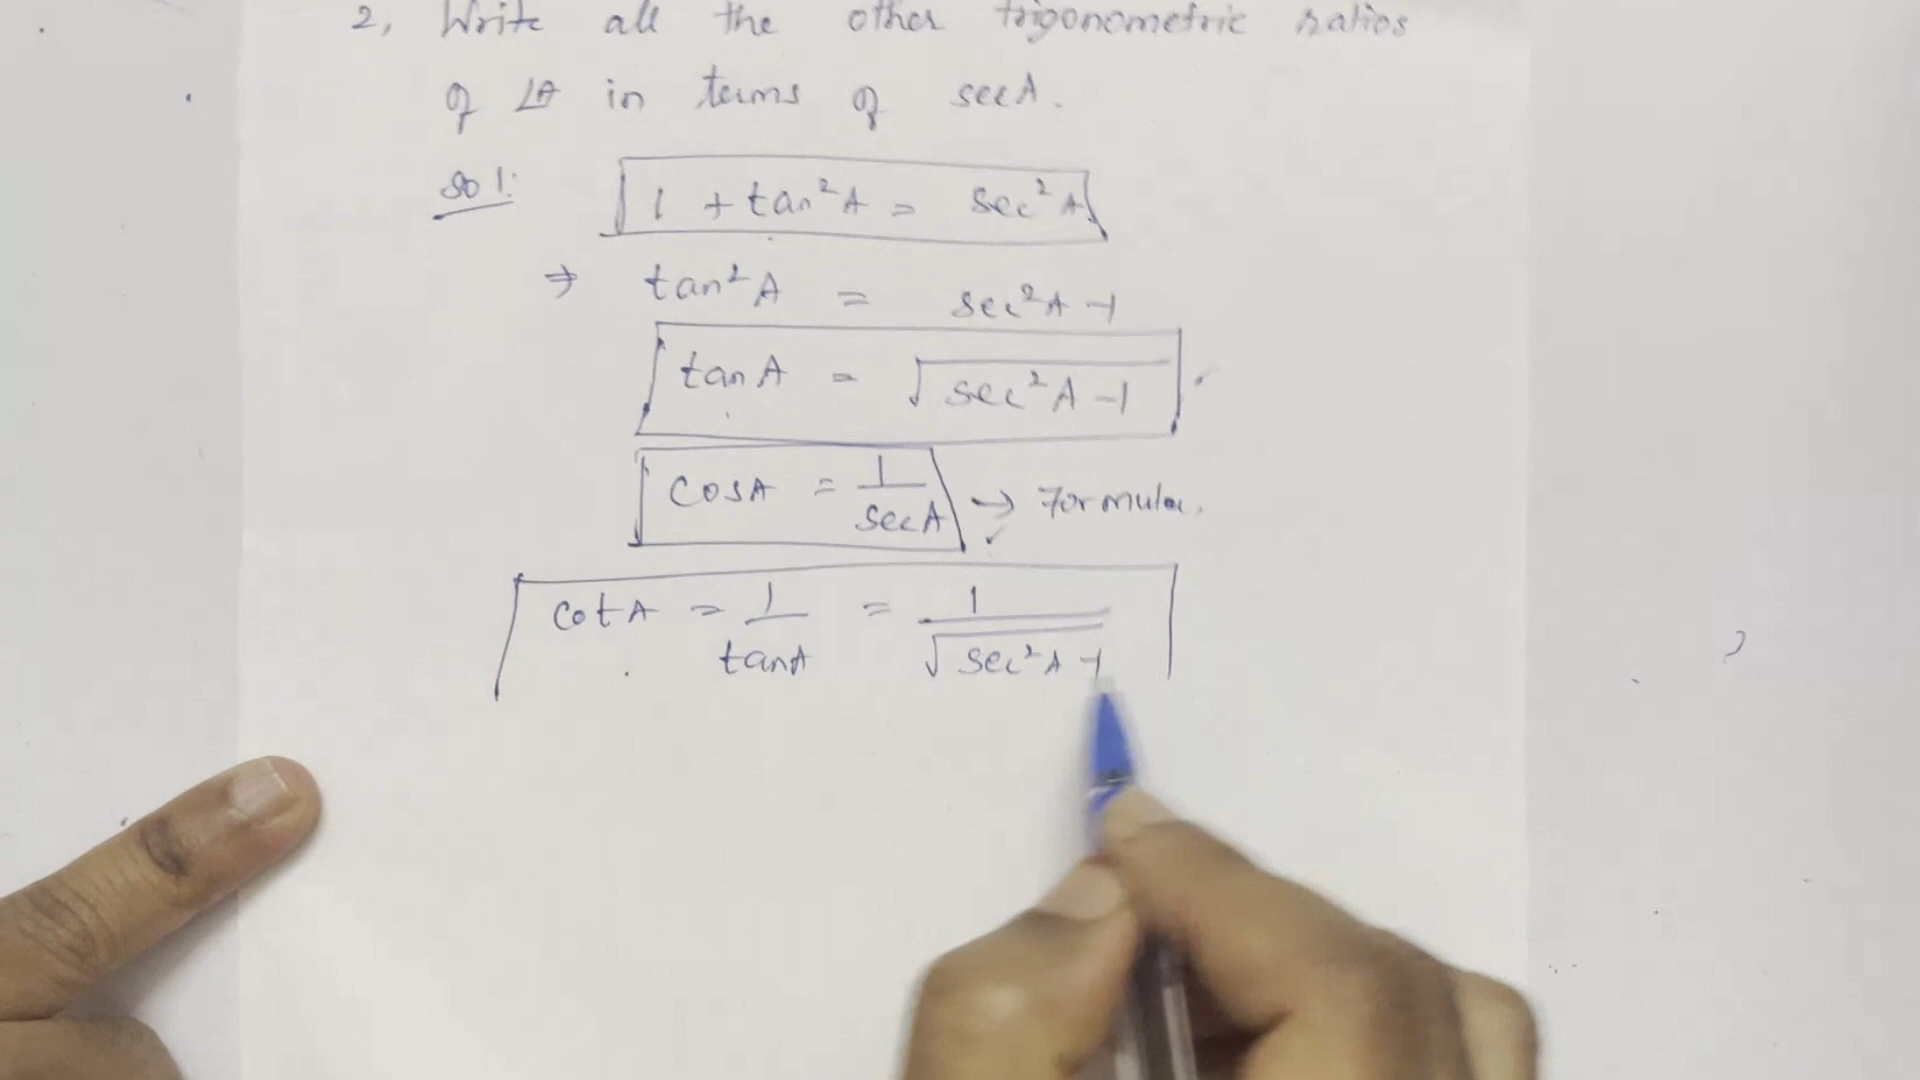 2, Write all the other trigonometric ratios
of ∠A in terms of secA.
Sol:
1 + tan²A = sec²A
⇒ tan²A = sec²A -1
tanA = √(sec²A -1)
cosA = 1/secA → Formula.
cotA = 1/tanA = 1/√(sec²A -1)